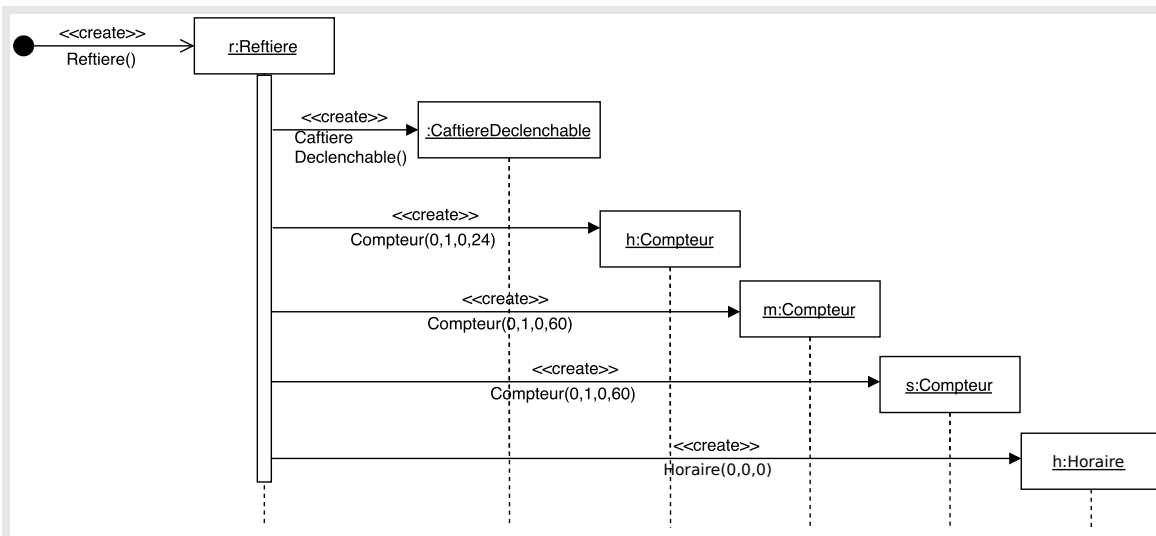 <<create>>
Reftiere()
r:Reftiere
<<create>>
Caftiere
Declenchable()
:CaftiereDeclenchable
<<create>>
Compteur(0,1,0,24)
h:Compteur
<<create>>
Compteur(0,1,0,60)
m:Compteur
<<create>>
Compteur(0,1,0,60)
s:Compteur
<<create>>
Horaire(0,0,0)
h:Horaire